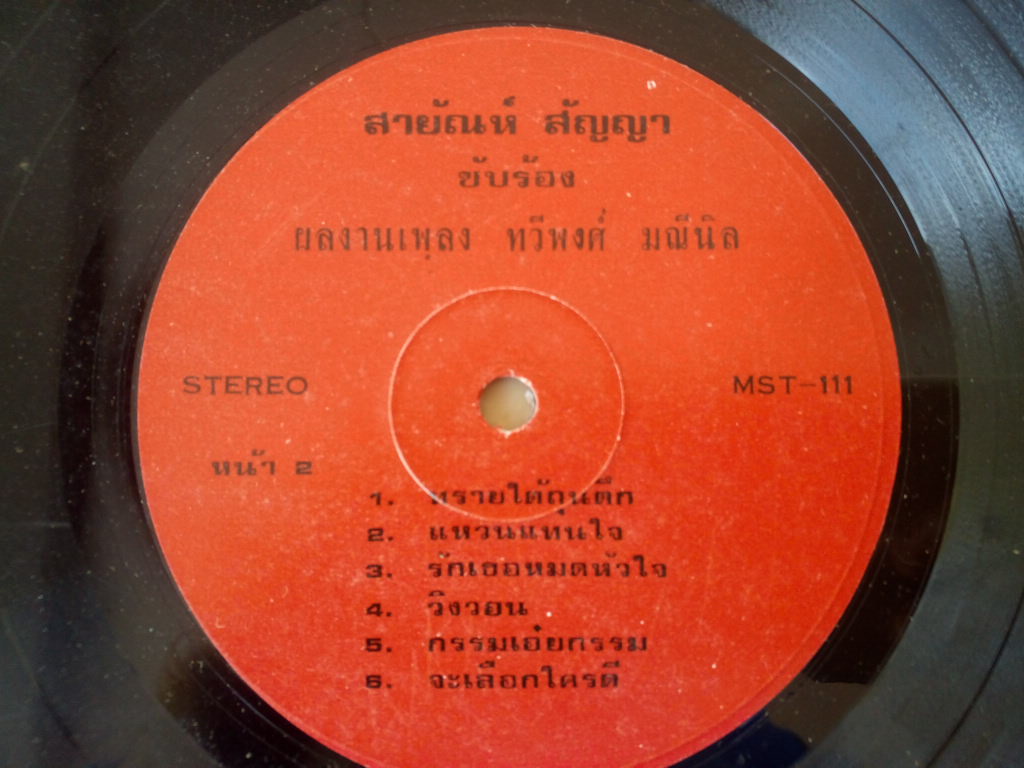 สายัณห์ สัญญา
ขับร้อง
ผลงานเพลง ทวีพงศ์ มณีนิล
STEREO
MST-111
หน้า 2
1. ทรายใต้ถุนตึก
2. แหวนแทนใจ
3. รักเธอหมดหัวใจ
4. วิงวอน
5. กรรมเอ๋ยกรรม
6. จะเลือกใครดี